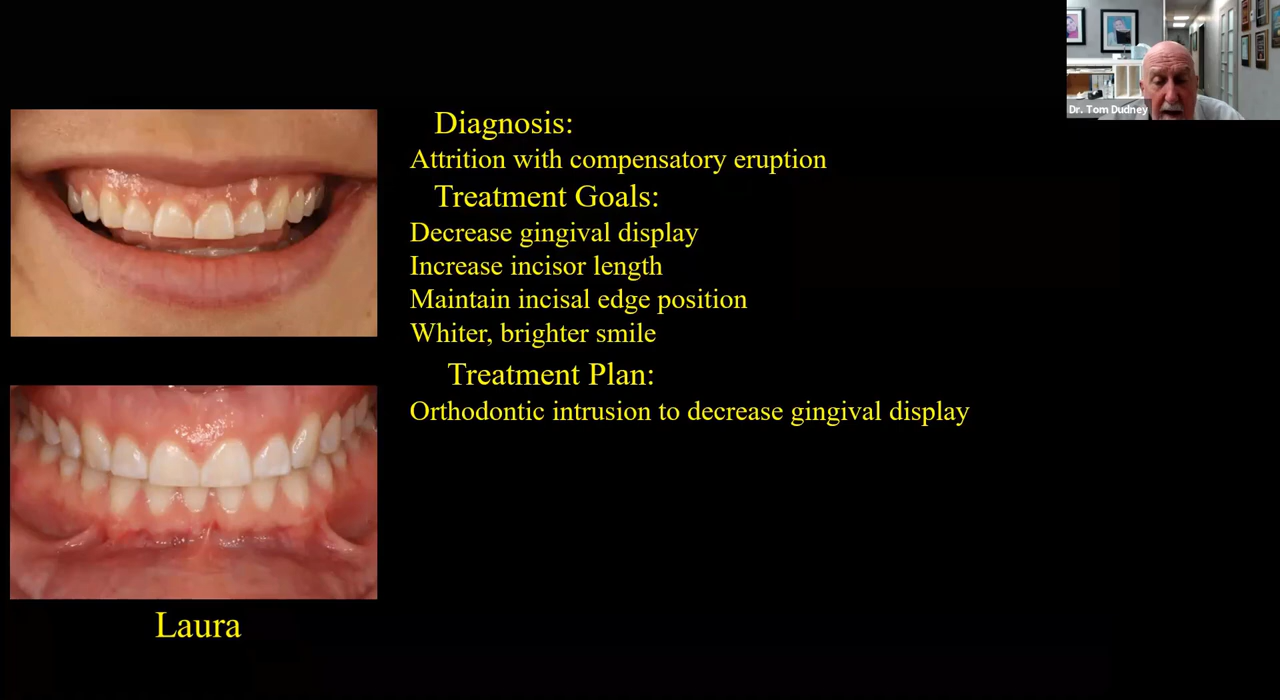 Dr. Tom Dudney
Diagnosis:
Attrition with compensatory eruption
Treatment Goals:
Decrease gingival display
Increase incisor length
Maintain incisal edge position
Whiter, brighter smile
Treatment Plan:
Orthodontic intrusion to decrease gingival display
Laura